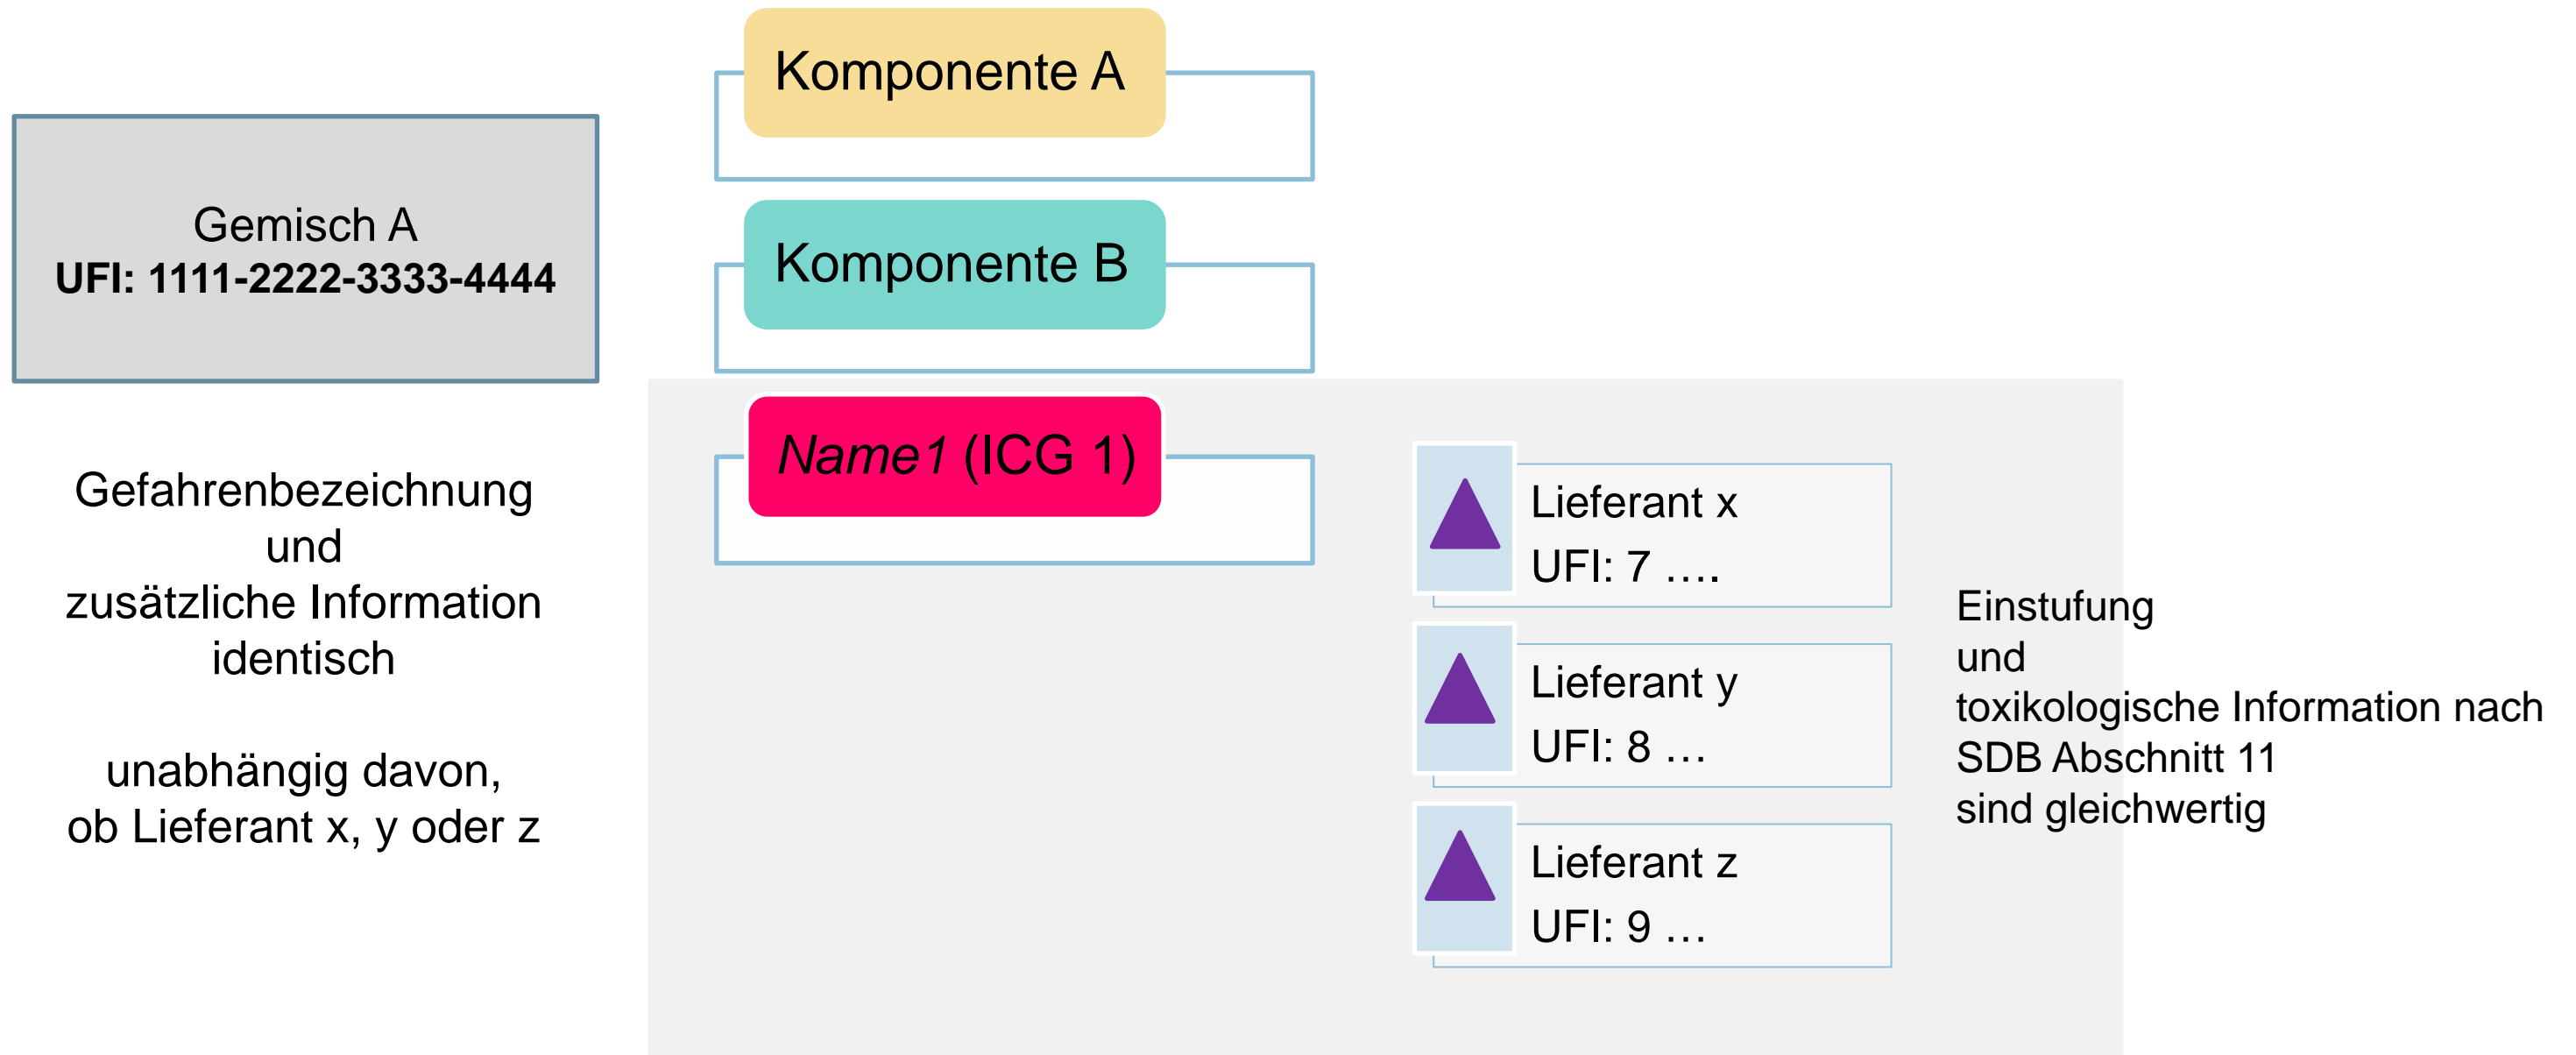 Gemisch A
UFI: 1111-2222-3333-4444
Gefahrenbezeichnung
und
zusätzliche Information
identisch
unabhängig davon,
ob Lieferant x, y oder z
Komponente A
Komponente B
Name1 (ICG 1)
Lieferant x
UFI: 7 ....
Lieferant y
UFI: 8 …
Lieferant z
UFI: 9 …
Einstufung
und
toxikologische Information nach
SDB Abschnitt 11
sind gleichwertig